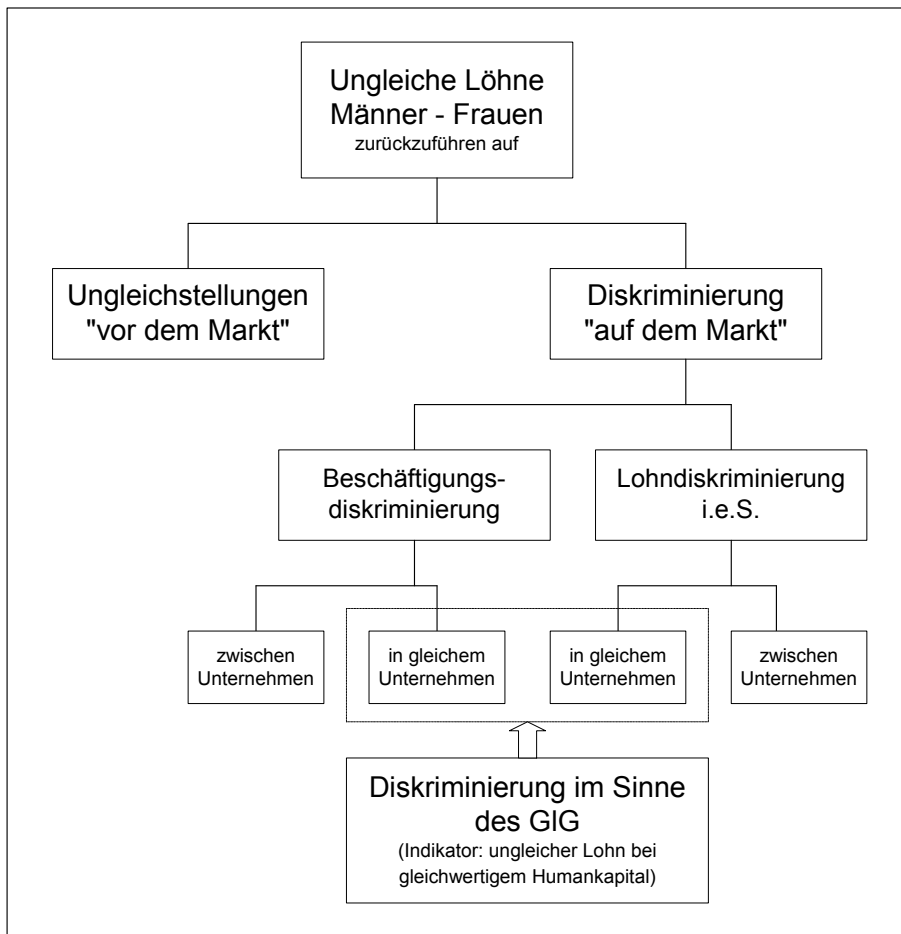 Ungleiche Löhne
Männer - Frauen
zurückzuführen auf
Ungleichstellungen
"vor dem Markt"
Diskriminierung
"auf dem Markt"
Beschäftigungs-
diskriminierung
Lohndiskriminierung
i.e.S.
zwischen
Unternehmen
in gleichem
Unternehmen
in gleichem
Unternehmen
zwischen
Unternehmen
Diskriminierung im Sinne
des GlG
(Indikator: ungleicher Lohn bei
gleichwertigem Humankapital)